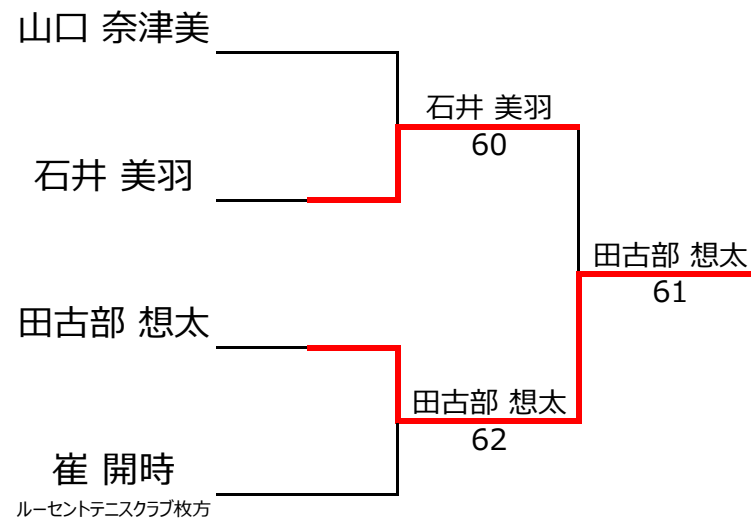 山口 奈津美
石井 美羽
60
石井 美羽
田古部 想太
61
田古部 想太
田古部 想太
62
崔 開時
ルーセントテニスクラブ枚方